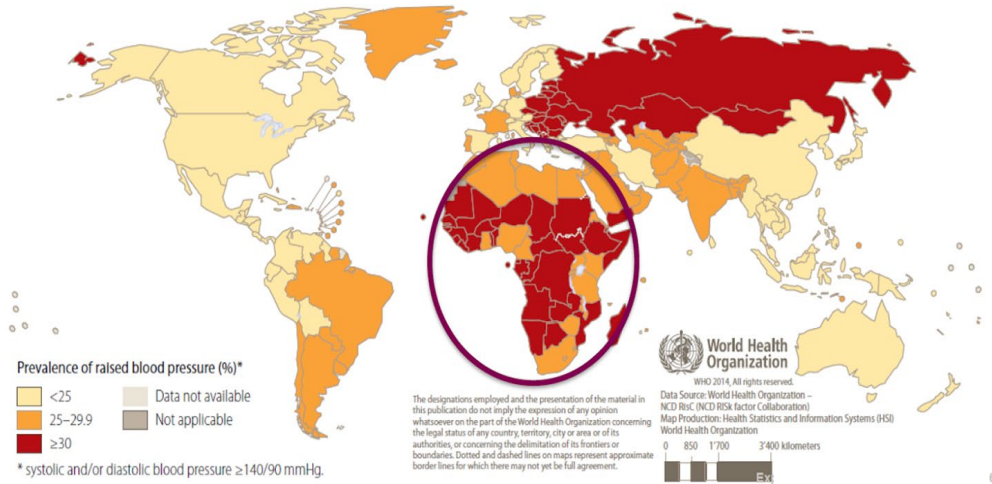 Prevalence of raised blood pressure (%)*
<25
25–29.9
≥30
Data not available
Not applicable
* systolic and/or diastolic blood pressure ≥140/90 mmHg.
The designations employed and the presentation of the material in
this publication do not imply the expression of any opinion
whatsoever on the part of the World Health Organization concerning
the legal status of any country, territory, city or area or of its
authorities, or concerning the delimitation of its frontiers or
boundaries. Dotted and dashed lines on maps represent approximate
border lines for which there may not yet be full agreement.
World Health
Organization
WHO 2014, All rights reserved.
Data Source: World Health Organization –
NCD RisC (NCD RISk factor Collaboration)
Map Production: Health Statistics and Information Systems (HSI)
World Health Organization
0 850 1'700 3'400 kilometers
Ex